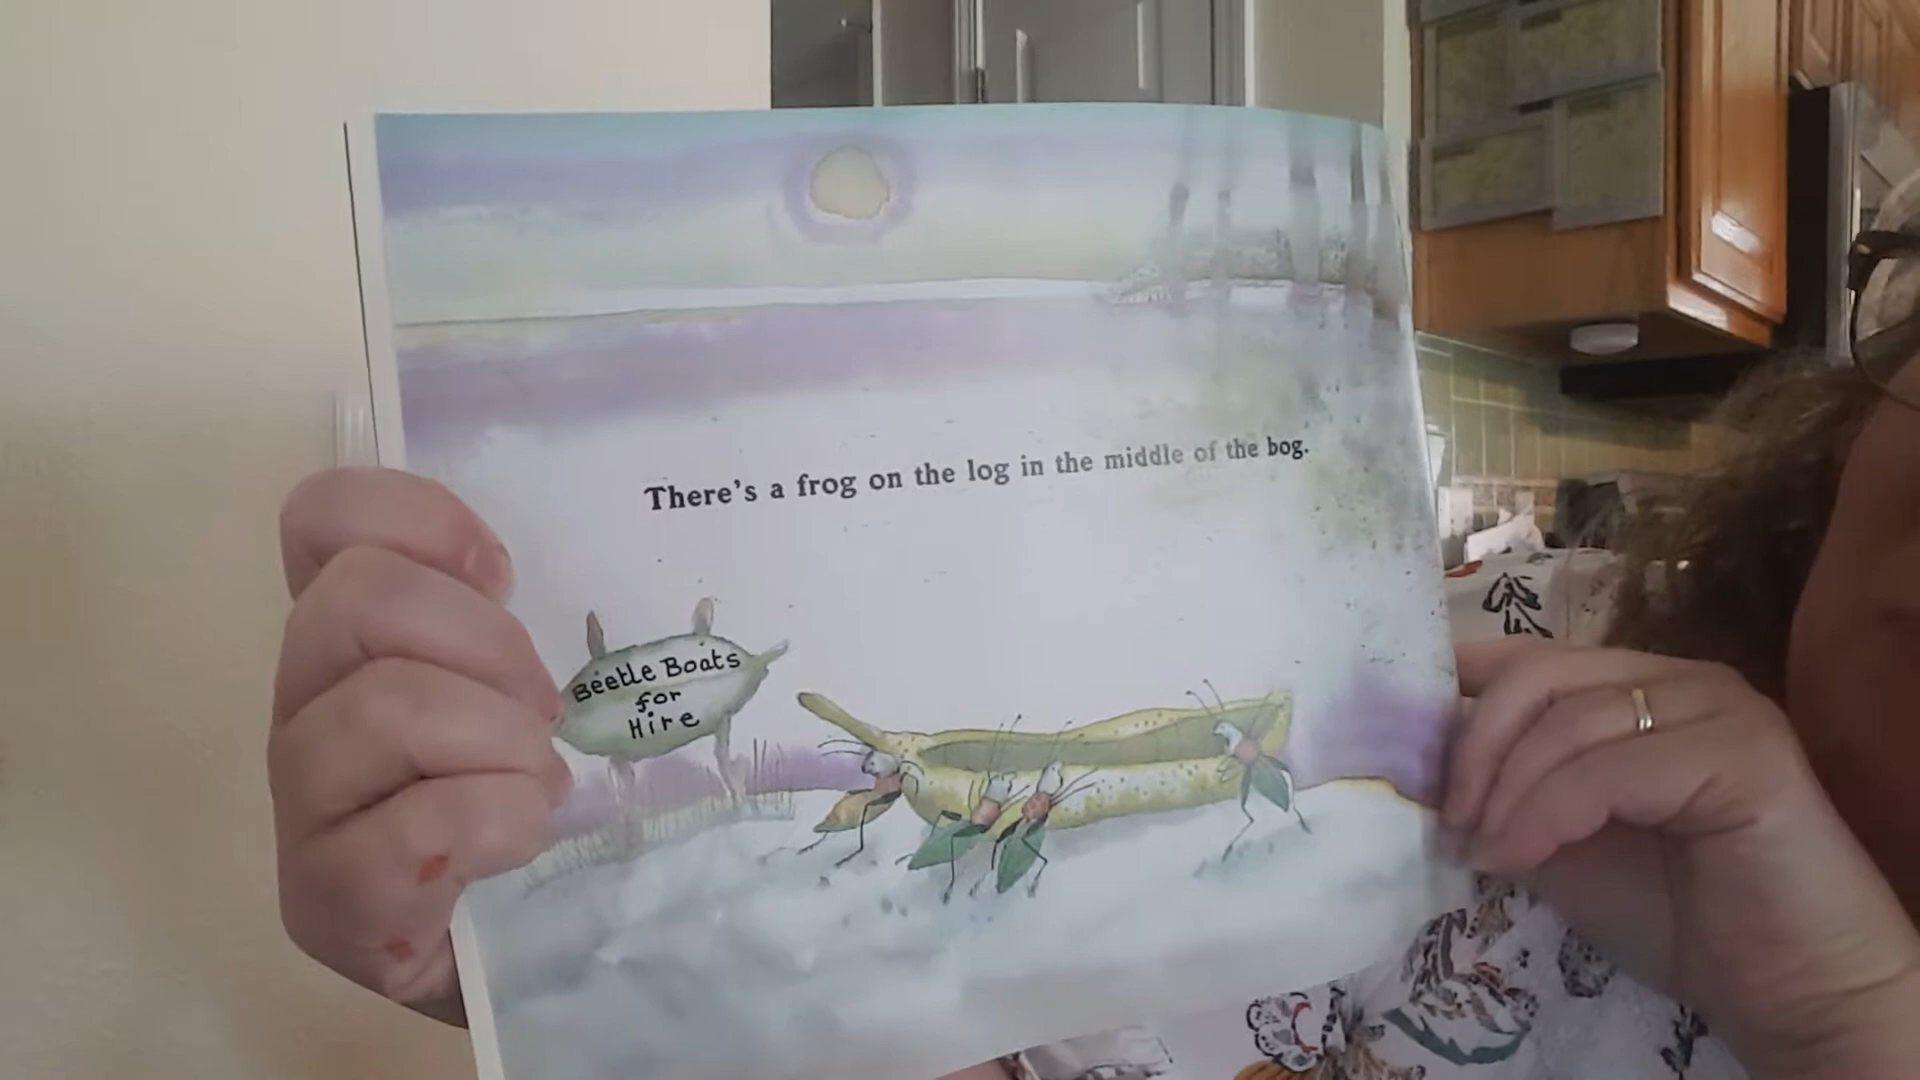 There's a frog on the log in the middle of the bog.
Beetle Boats
for
Hire